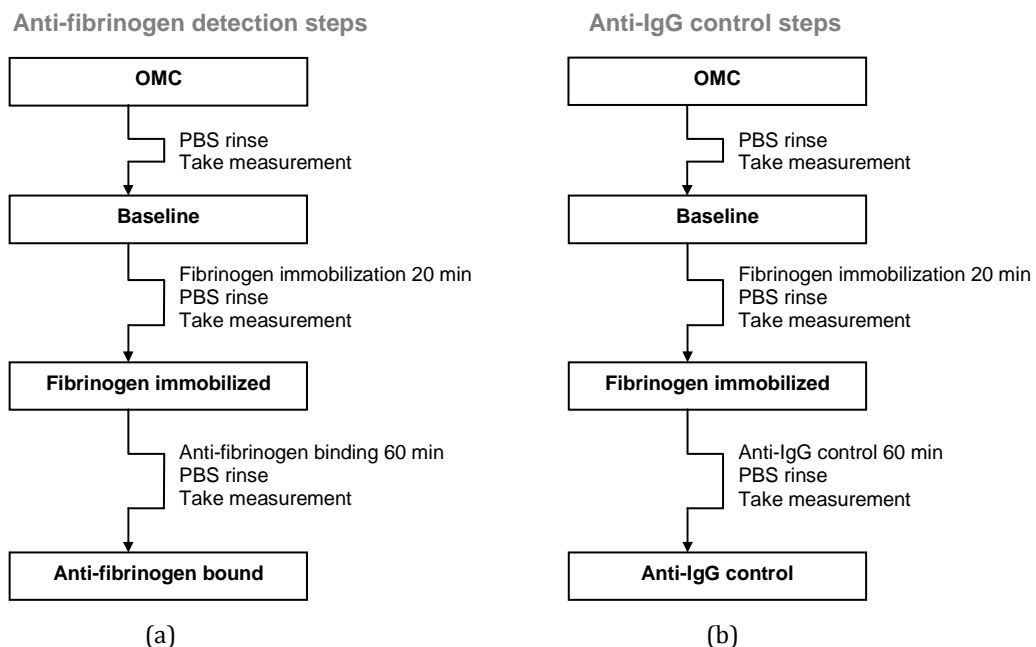 Anti-fibrinogen detection steps
OMC
PBS rinse
Take measurement
Baseline
Fibrinogen immobilization 20 min
PBS rinse
Take measurement
Fibrinogen immobilized
Anti-fibrinogen binding 60 min
PBS rinse
Take measurement
Anti-fibrinogen bound
(a)
Anti-IgG control steps
OMC
PBS rinse
Take measurement
Baseline
Fibrinogen immobilization 20 min
PBS rinse
Take measurement
Fibrinogen immobilized
Anti-IgG control 60 min
PBS rinse
Take measurement
Anti-IgG control
(b)